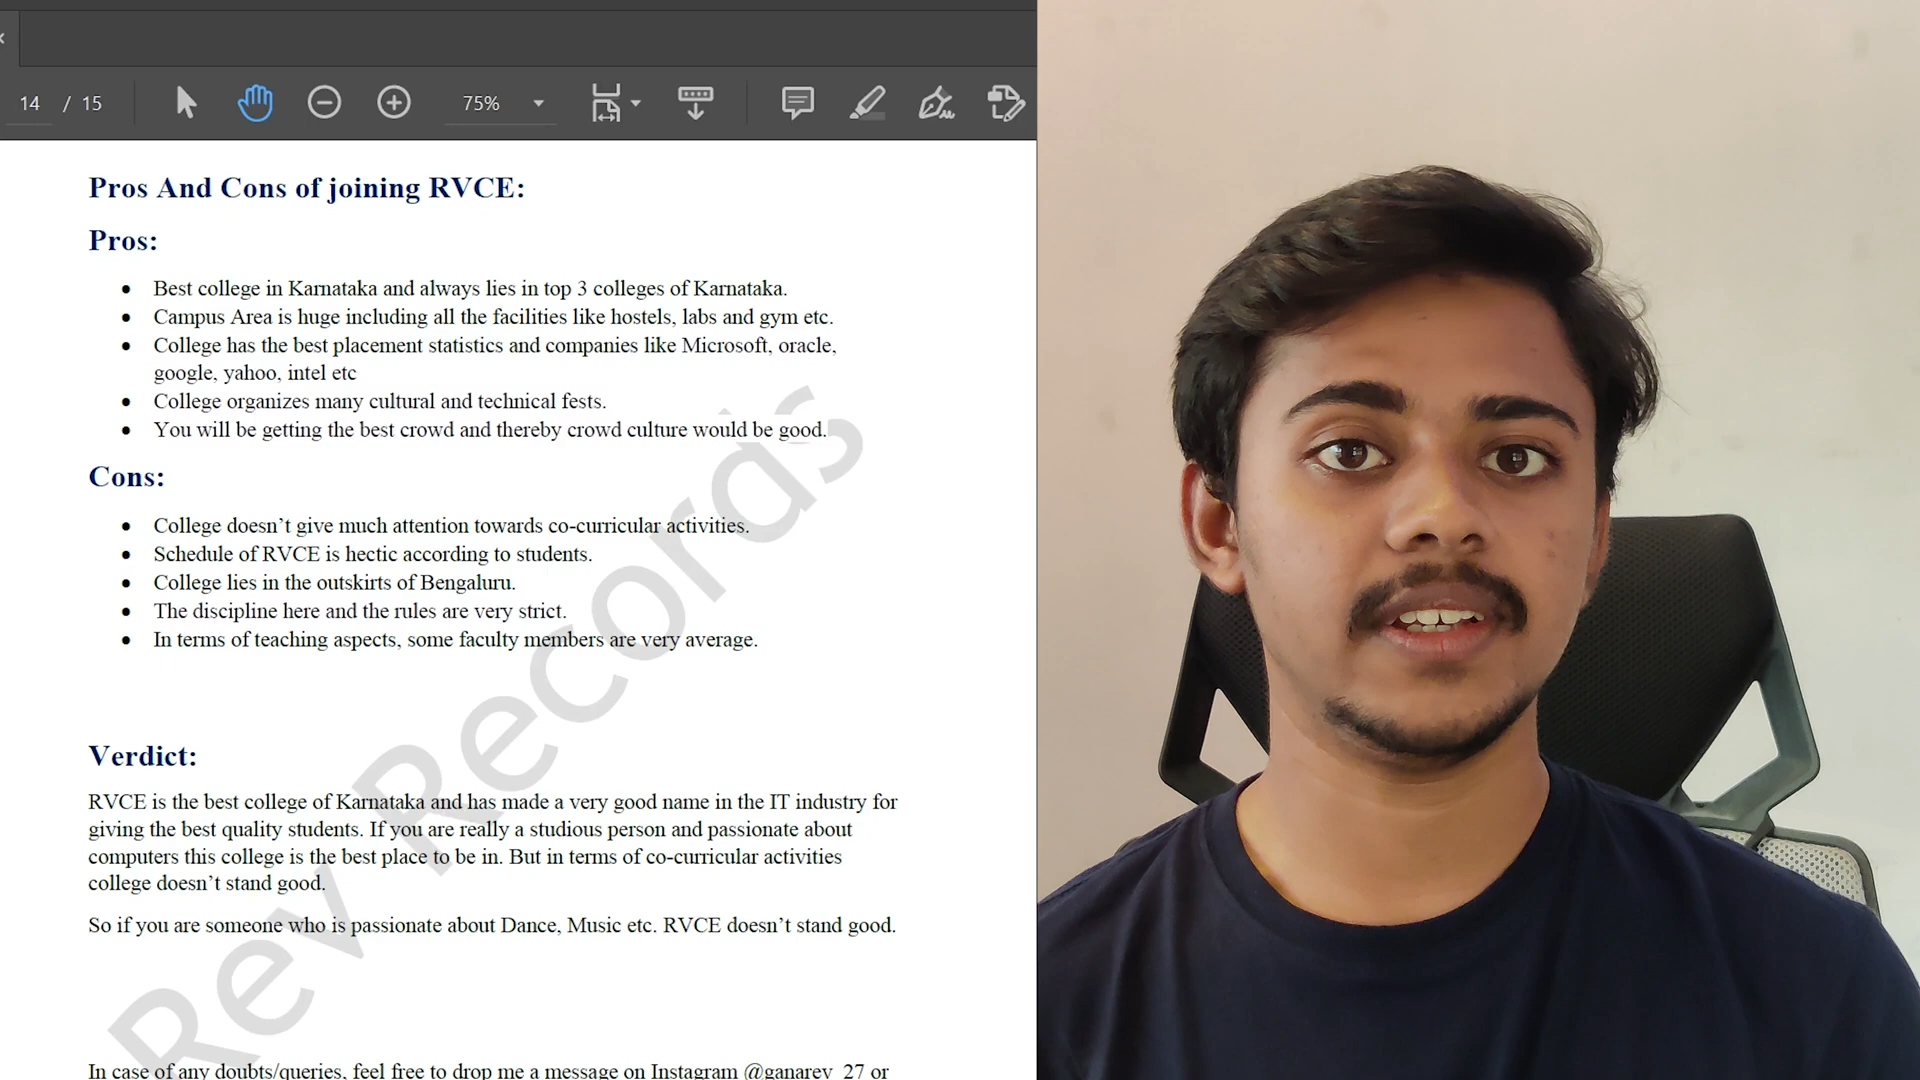 14 / 15
75%
Pros And Cons of joining RVCE:
Pros:
• Best college in Karnataka and always lies in top 3 colleges of Karnataka.
• Campus Area is huge including all the facilities like hostels, labs and gym etc.
• College has the best placement statistics and companies like Microsoft, oracle,
google, yahoo, intel etc
• College organizes many cultural and technical fests.
• You will be getting the best crowd and thereby crowd culture would be good.
Cons:
• College doesn’t give much attention towards co-curricular activities.
• Schedule of RVCE is hectic according to students.
• College lies in the outskirts of Bengaluru.
• The discipline here and the rules are very strict.
• In terms of teaching aspects, some faculty members are very average.
Verdict:
RVCE is the best college of Karnataka and has made a very good name in the IT industry for
giving the best quality students. If you are really a studious person and passionate about
computers this college is the best place to be in. But in terms of co-curricular activities
college doesn’t stand good.
So if you are someone who is passionate about Dance, Music etc. RVCE doesn’t stand good.
In case of any doubts/queries, feel free to drop me a message on Instagram @ganarev_27 or
Rev Records